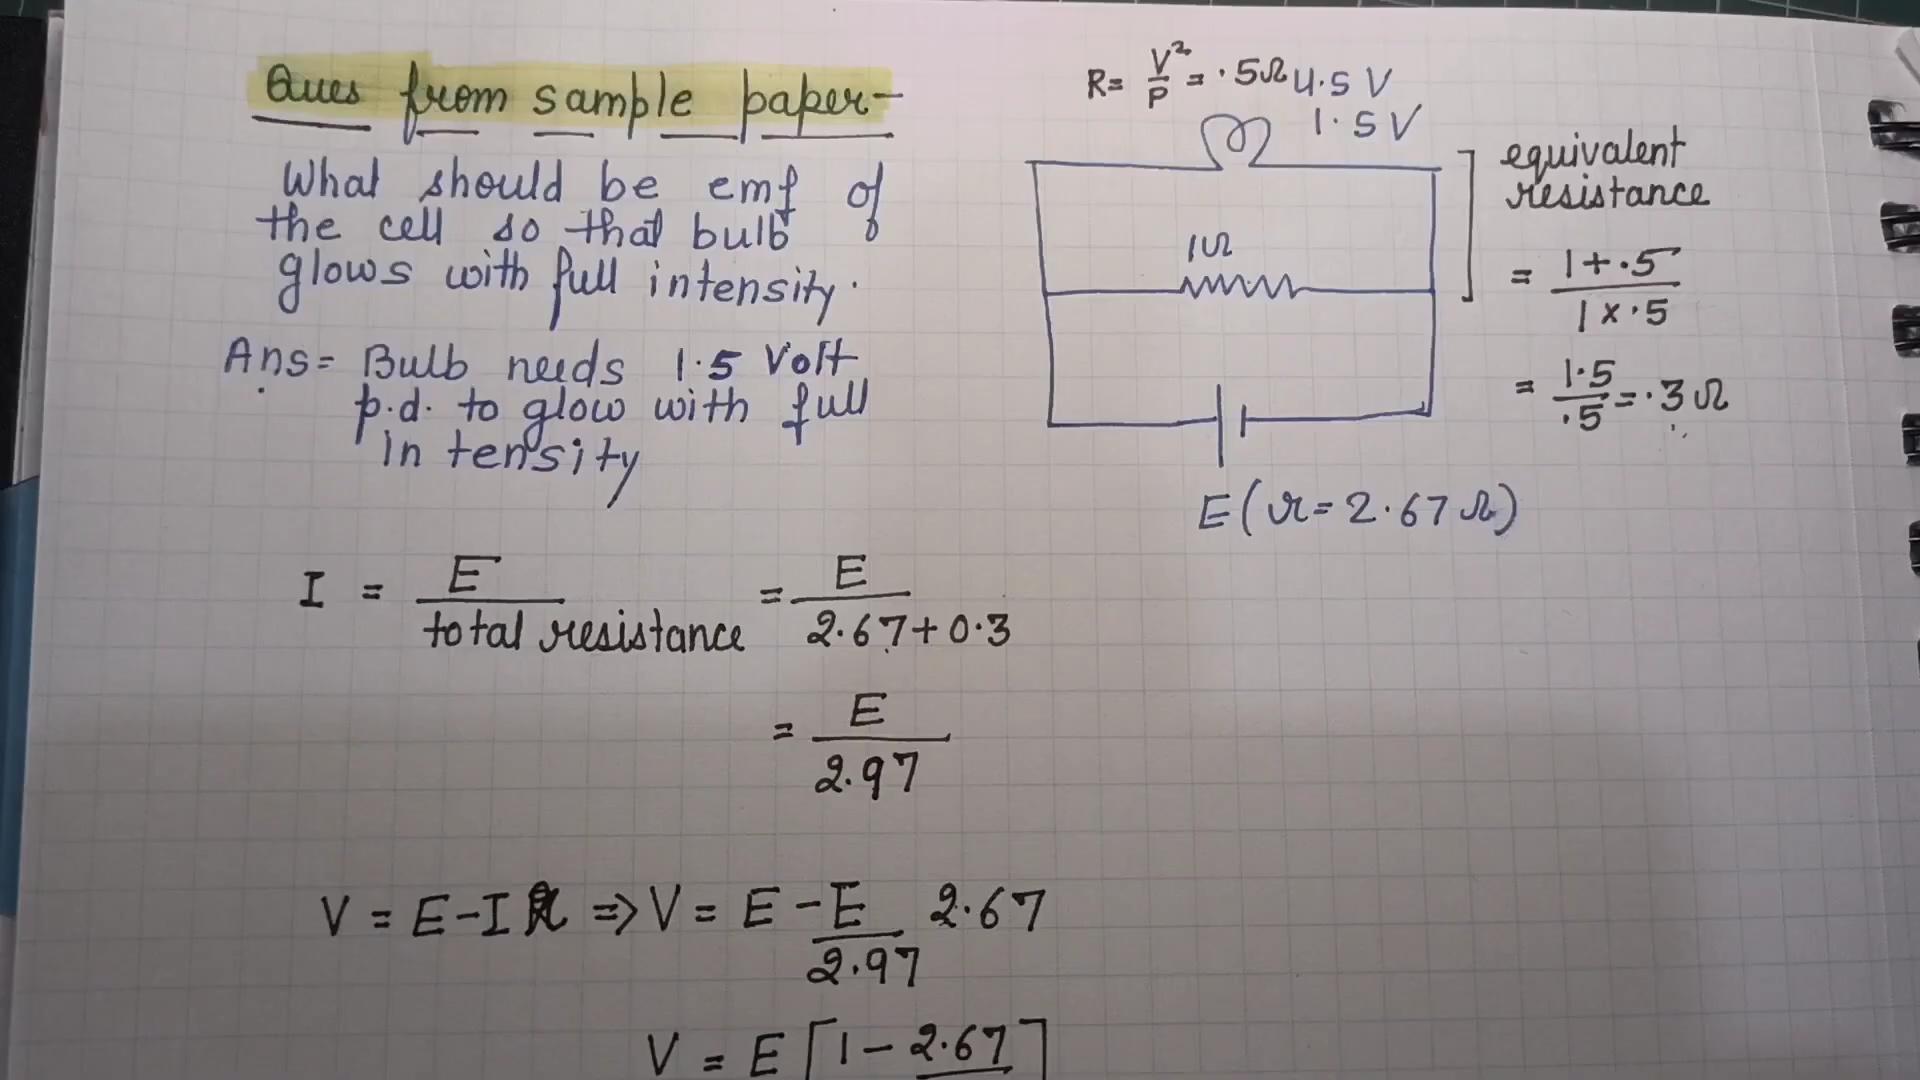 Ques from sample paper-
What should be emf of
the cell so that bulb
glows with full intensity.
Ans= Bulb needs 1.5 Volt
p.d. to glow with full
intensity
R= V²/P = .5Ω 4.5 V
1.5 V
1Ω
E(r=2.67Ω)
equivalent
resistance
= 1+.5 / 1×.5
= 1.5/.5 = .3Ω
I = E / total resistance = E / 2.67+0.3
= E / 2.97
V = E-Ir => V = E - E/2.97 2.67
V = E [1 - 2.67]